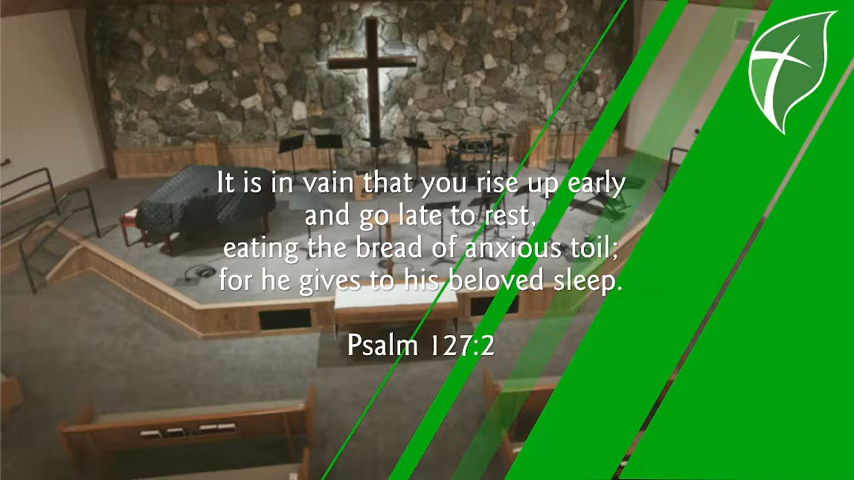 It is in vain that you rise up early
and go late to rest,
eating the bread of anxious toil;
for he gives to his beloved sleep.
Psalm 127:2